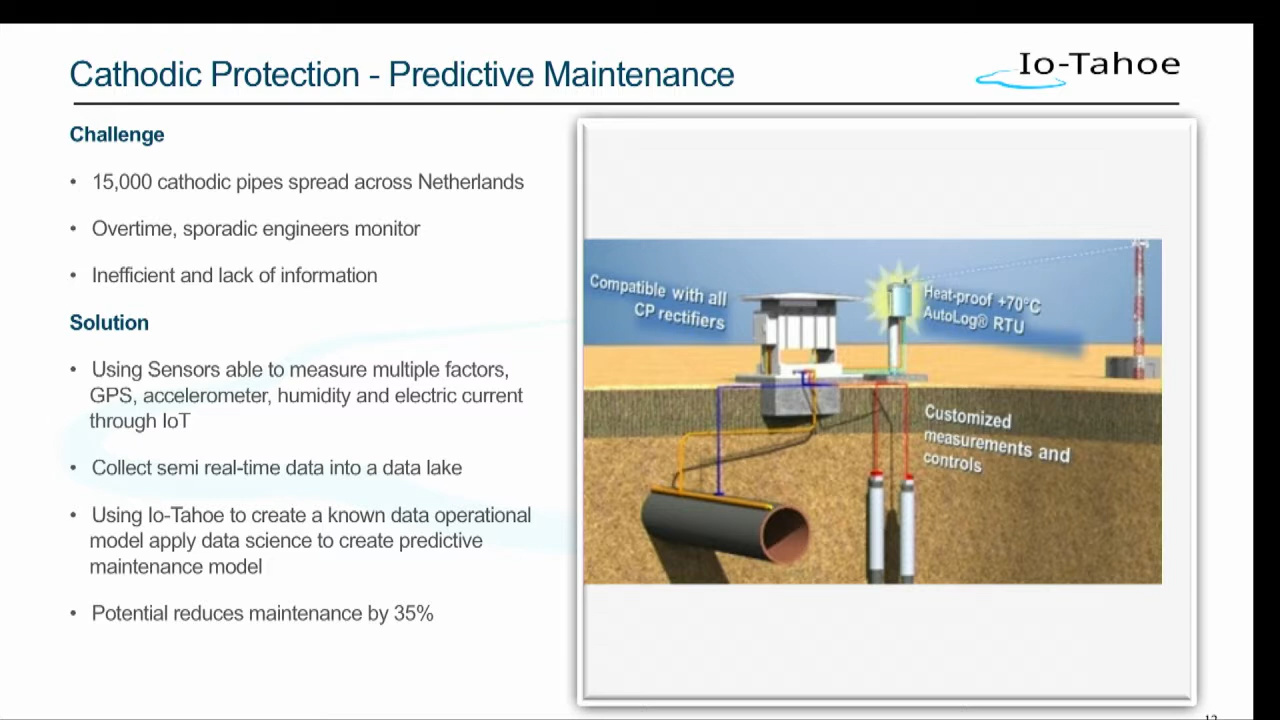 Cathodic Protection - Predictive Maintenance
Io-Tahoe
Challenge
• 15,000 cathodic pipes spread across Netherlands
• Overtime, sporadic engineers monitor
• Inefficient and lack of information
Solution
• Using Sensors able to measure multiple factors,
GPS, accelerometer, humidity and electric current
through IoT
• Collect semi real-time data into a data lake
• Using Io-Tahoe to create a known data operational
model apply data science to create predictive
maintenance model
• Potential reduces maintenance by 35%
Compatible with all
CP rectifiers
Heat-proof +70°C
AutoLog® RTU
Customized
measurements and
controls